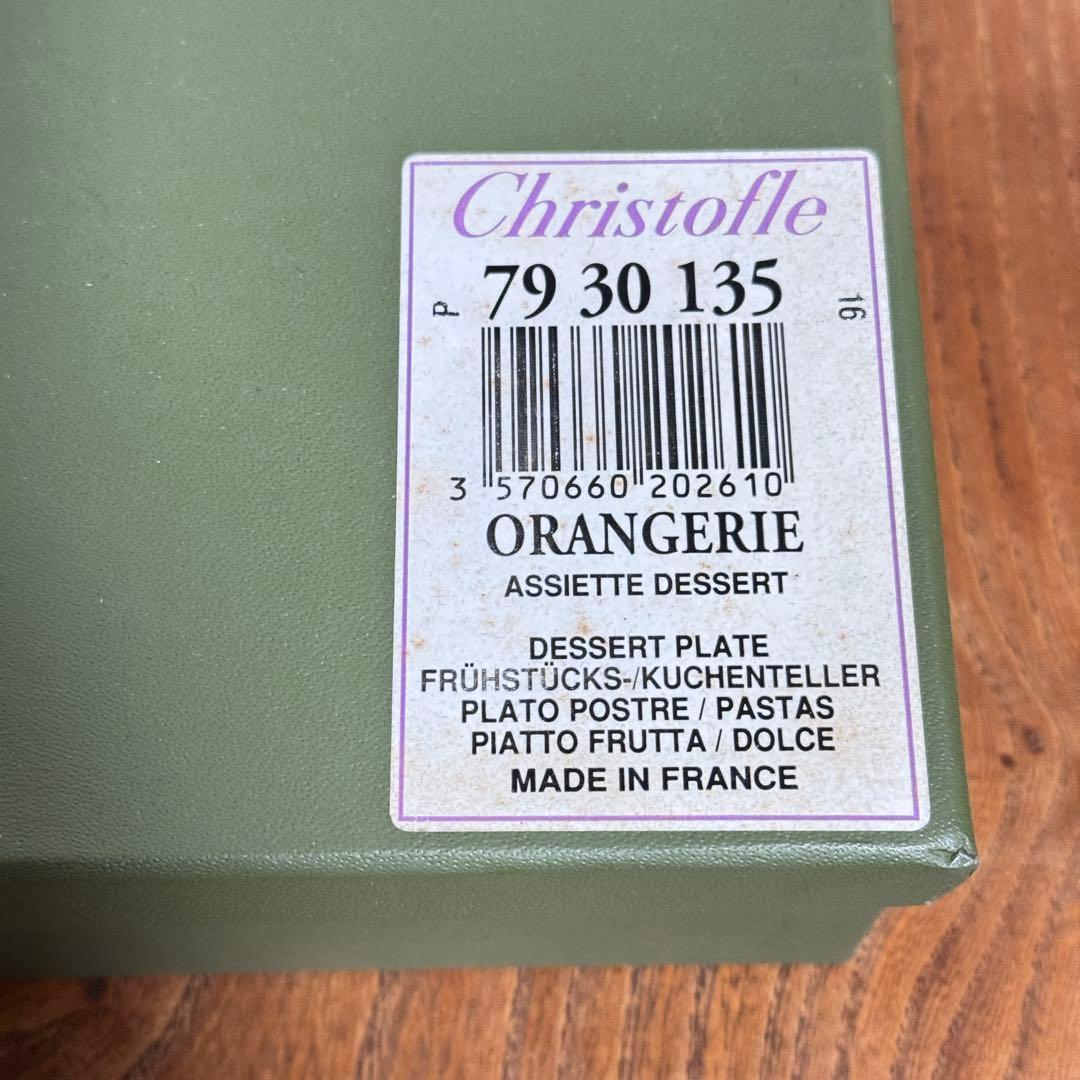 Christofle
P 79 30 135 16
3 570660 202610
ORANGERIE
ASSIETTE DESSERT
DESSERT PLATE
FRÜHSTÜCKS-/KUCHENTELLER
PLATO POSTRE / PASTAS
PIATTO FRUTTA / DOLCE
MADE IN FRANCE